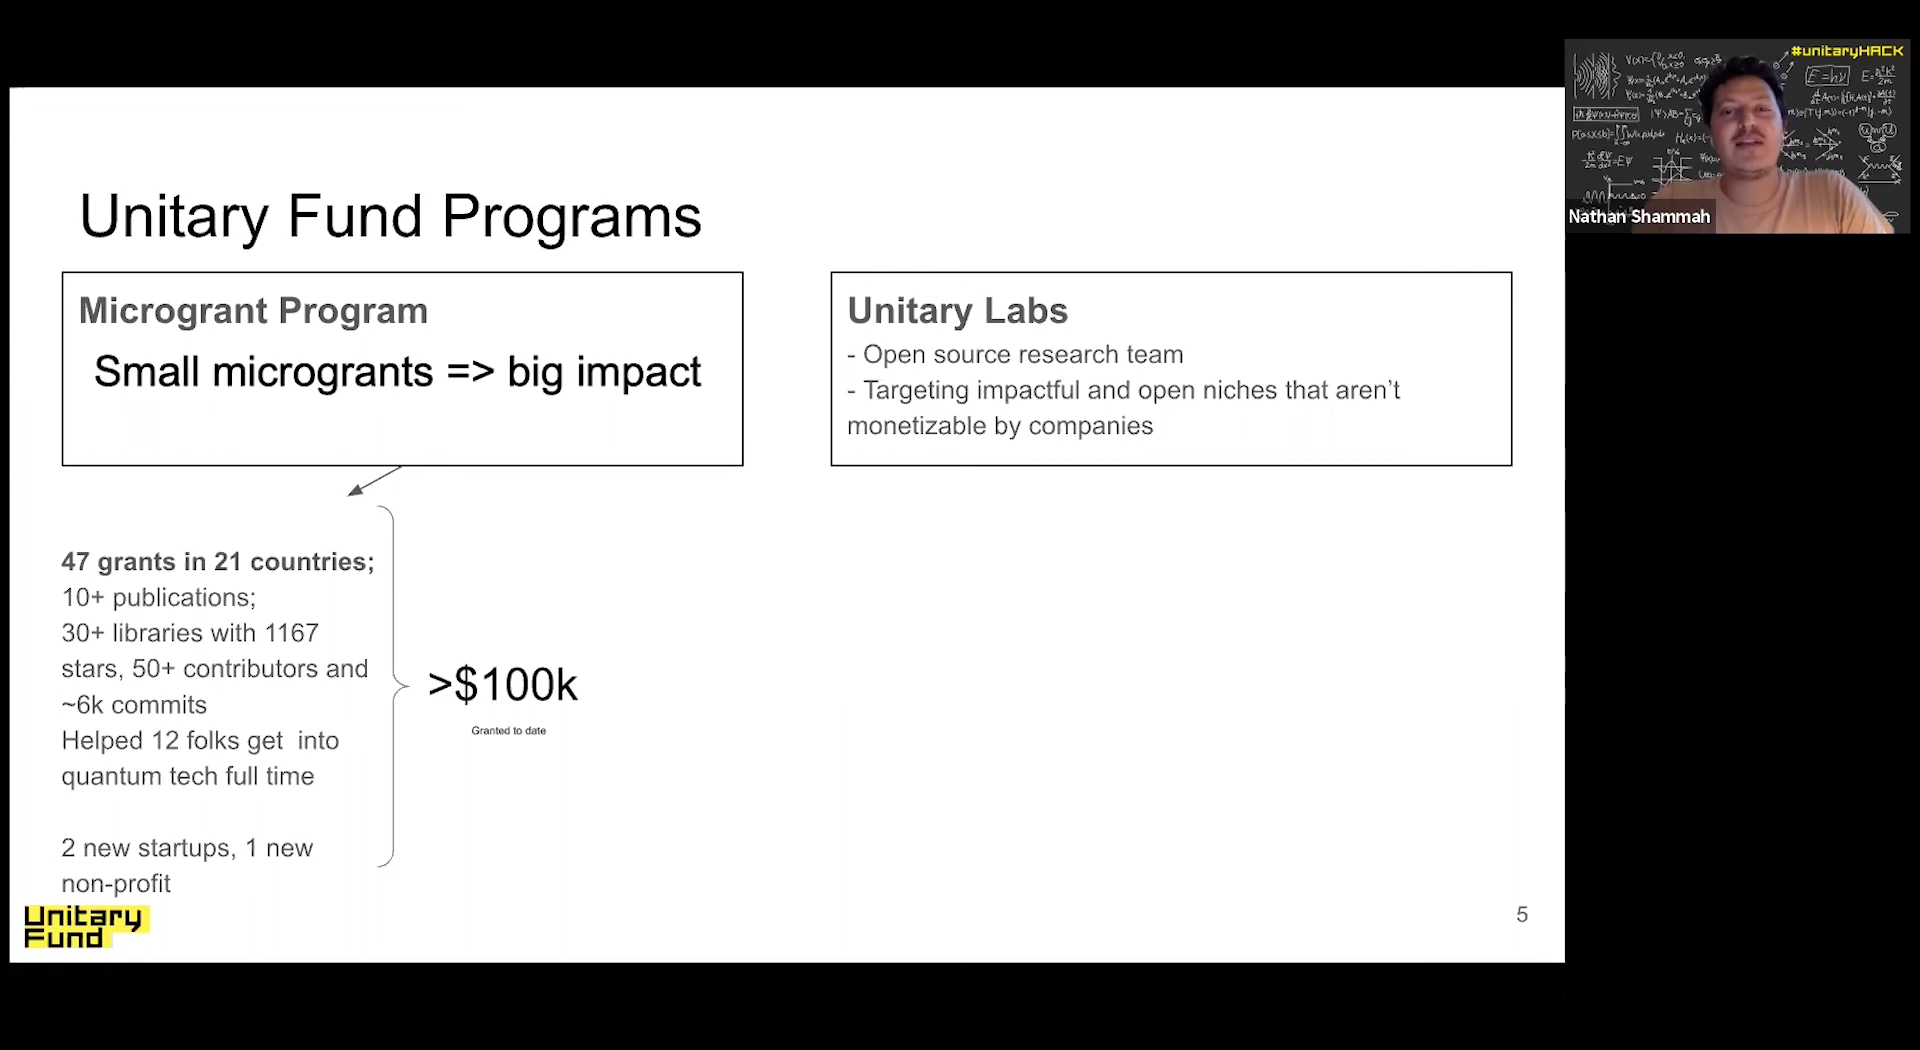 #unitaryHACK
Nathan Shammah
Unitary Fund Programs
Microgrant Program
Small microgrants => big impact
Unitary Labs
- Open source research team
- Targeting impactful and open niches that aren’t
monetizable by companies
47 grants in 21 countries;
10+ publications;
30+ libraries with 1167
stars, 50+ contributors and
~6k commits
Helped 12 folks get  into
quantum tech full time
2 new startups, 1 new
non-profit
>$100k
Granted to date
Unitary
Fund
5